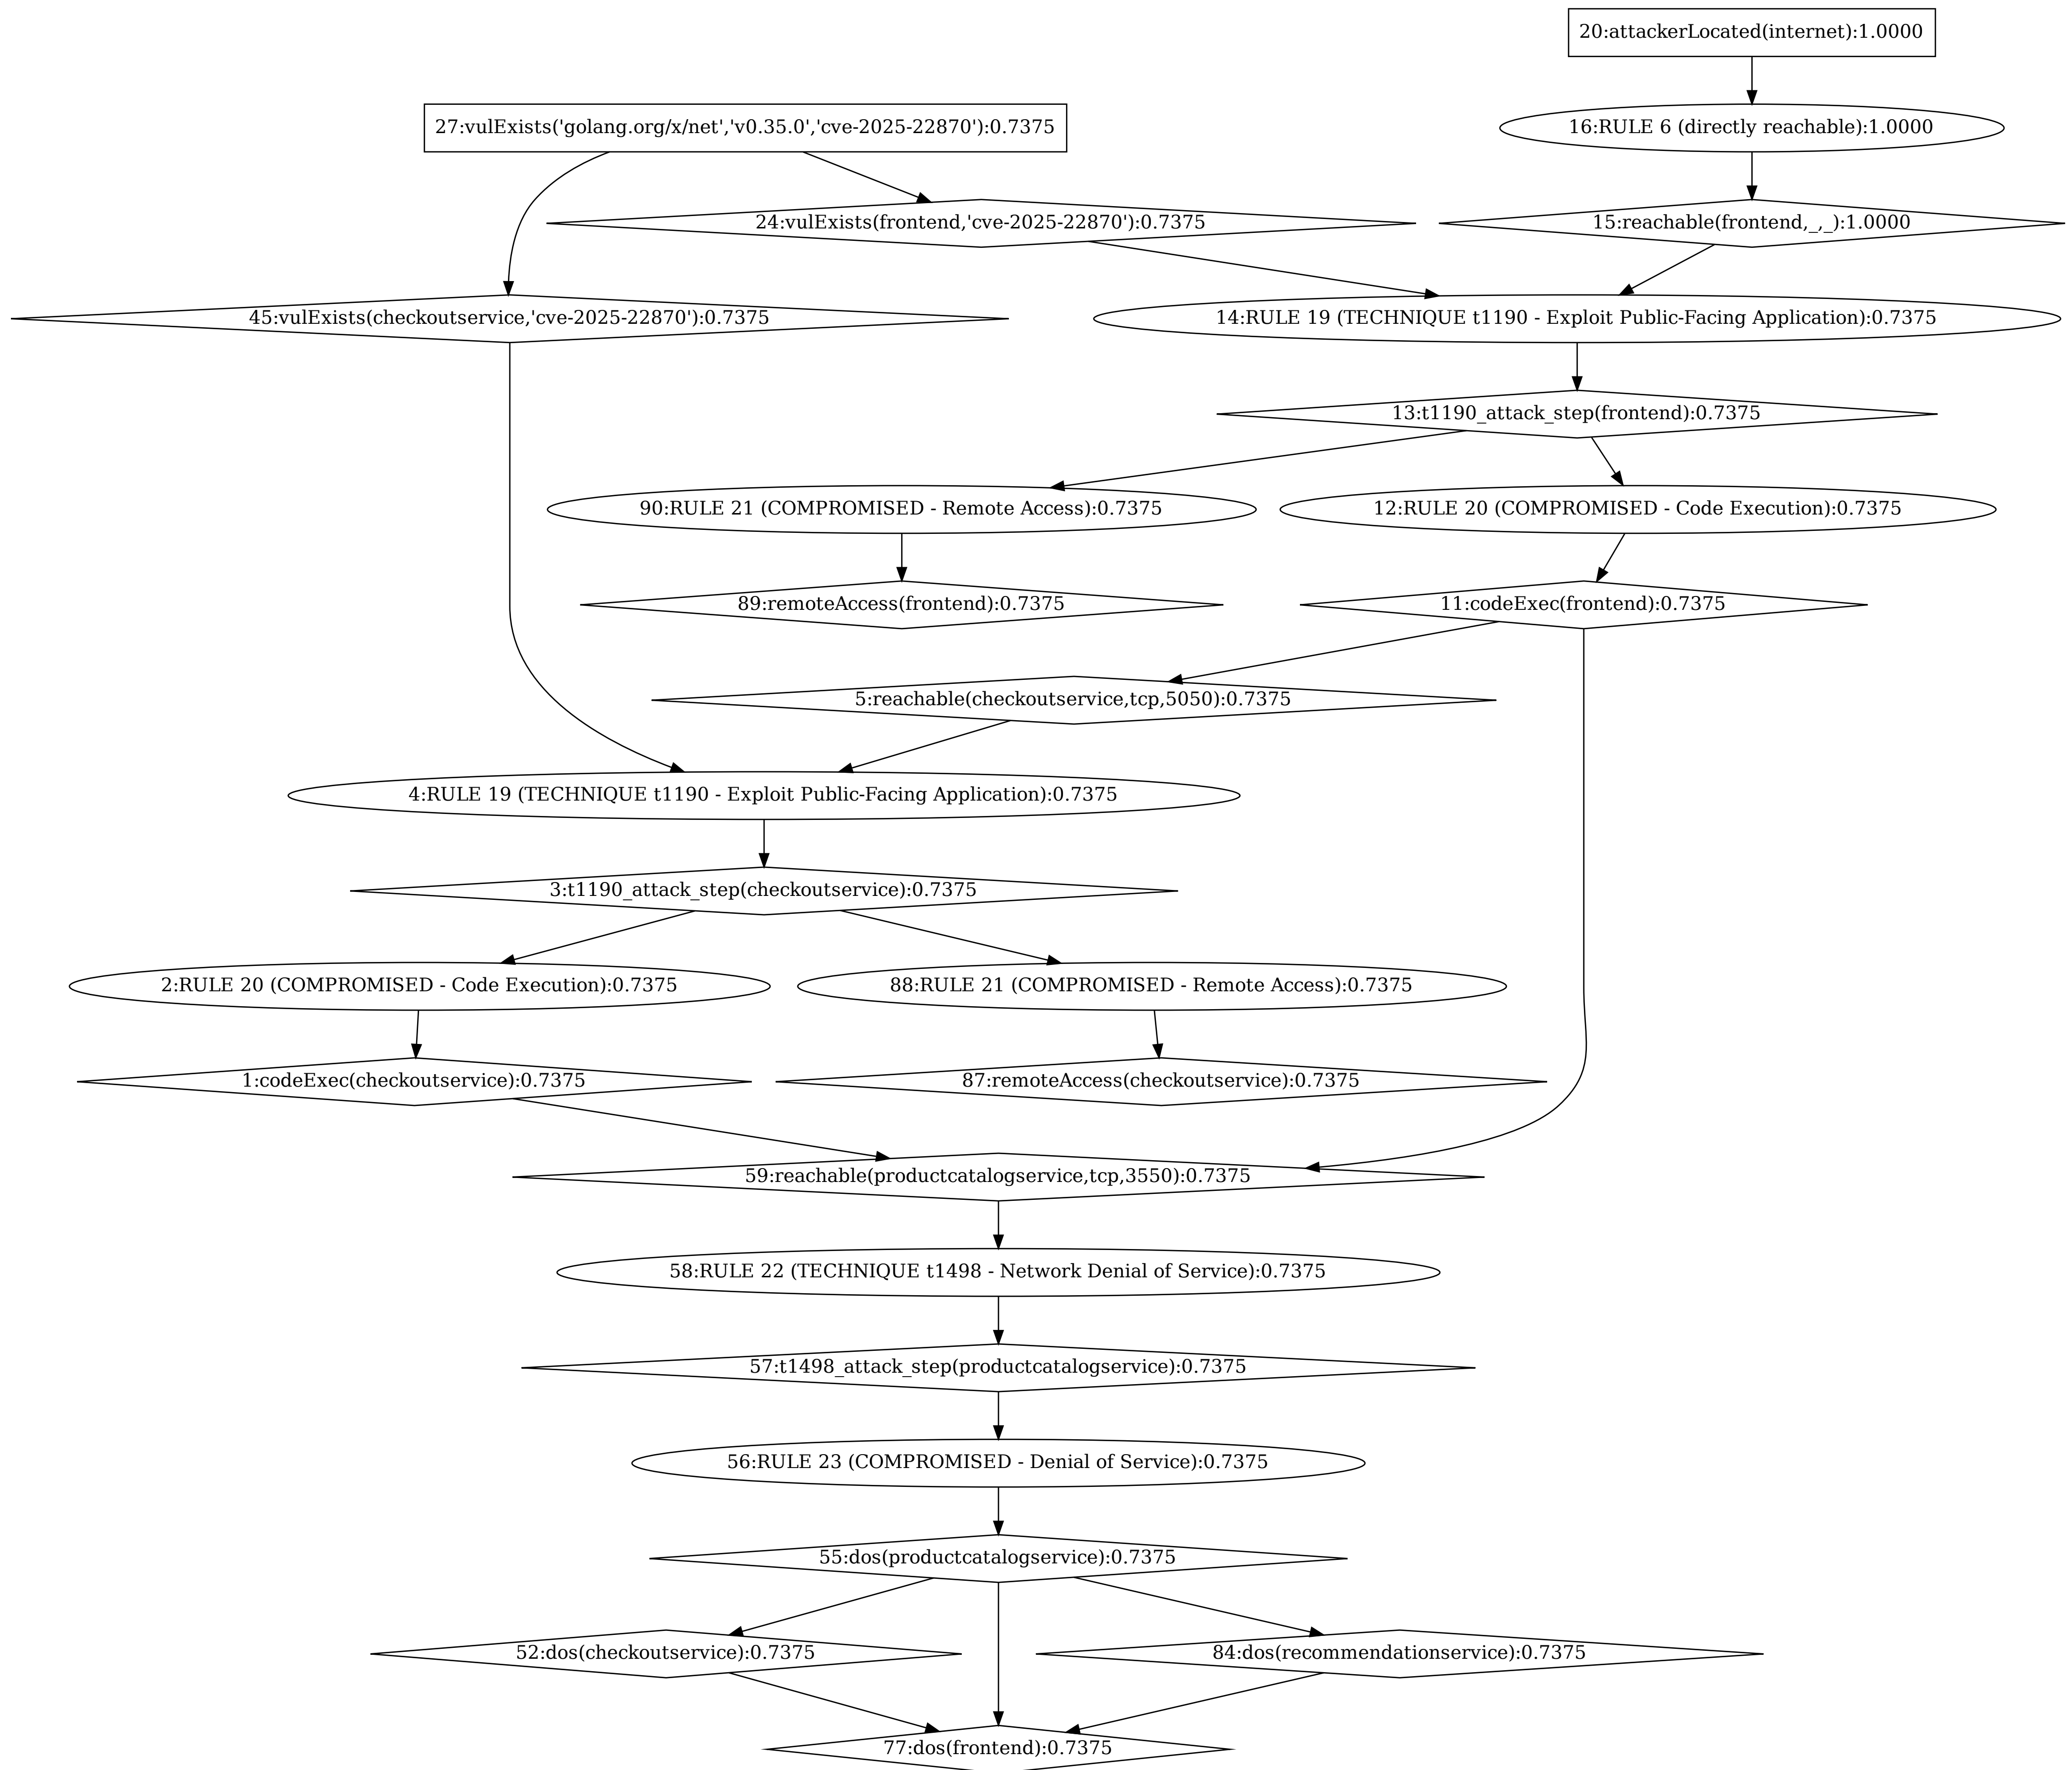 20:attackerLocated(internet):1.0000
27:vulExists('golang.org/x/net','v0.35.0','cve-2025-22870'):0.7375
16:RULE 6 (directly reachable):1.0000
24:vulExists(frontend,'cve-2025-22870'):0.7375
15:reachable(frontend,_,_):1.0000
45:vulExists(checkoutservice,'cve-2025-22870'):0.7375
14:RULE 19 (TECHNIQUE t1190 - Exploit Public-Facing Application):0.7375
13:t1190_attack_step(frontend):0.7375
90:RULE 21 (COMPROMISED - Remote Access):0.7375
12:RULE 20 (COMPROMISED - Code Execution):0.7375
89:remoteAccess(frontend):0.7375
11:codeExec(frontend):0.7375
5:reachable(checkoutservice,tcp,5050):0.7375
4:RULE 19 (TECHNIQUE t1190 - Exploit Public-Facing Application):0.7375
3:t1190_attack_step(checkoutservice):0.7375
2:RULE 20 (COMPROMISED - Code Execution):0.7375
88:RULE 21 (COMPROMISED - Remote Access):0.7375
1:codeExec(checkoutservice):0.7375
87:remoteAccess(checkoutservice):0.7375
59:reachable(productcatalogservice,tcp,3550):0.7375
58:RULE 22 (TECHNIQUE t1498 - Network Denial of Service):0.7375
57:t1498_attack_step(productcatalogservice):0.7375
56:RULE 23 (COMPROMISED - Denial of Service):0.7375
55:dos(productcatalogservice):0.7375
52:dos(checkoutservice):0.7375
84:dos(recommendationservice):0.7375
77:dos(frontend):0.7375